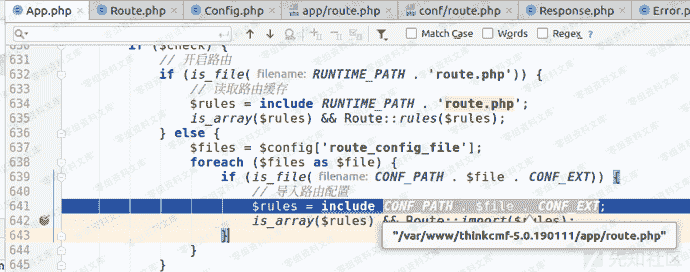 App.php × Route.php × Config.php × app/route.php × conf/route.php × Response.php × Error.p
Match Case Words Regex ?
630 if ($check) {
631 // 开启路由
632 if (is_file( filename: RUNTIME_PATH . 'route.php')) {
633 // 读取路由缓存
634 $rules = include RUNTIME_PATH . 'route.php';
635 is_array($rules) && Route::rules($rules);
636 } else {
637 $files = $config['route_config_file'];
638 foreach ($files as $file) {
639 if (is_file( filename: CONF_PATH . $file . CONF_EXT)) {
640 // 导入路由配置
641 $rules = include CONF_PATH . $file . CONF_EXT;
642 is_array($rules) && Route::import($rules);
643 }
"/var/www/thinkcmf-5.0.190111/app/route.php"
644 }
645 }
先知社区